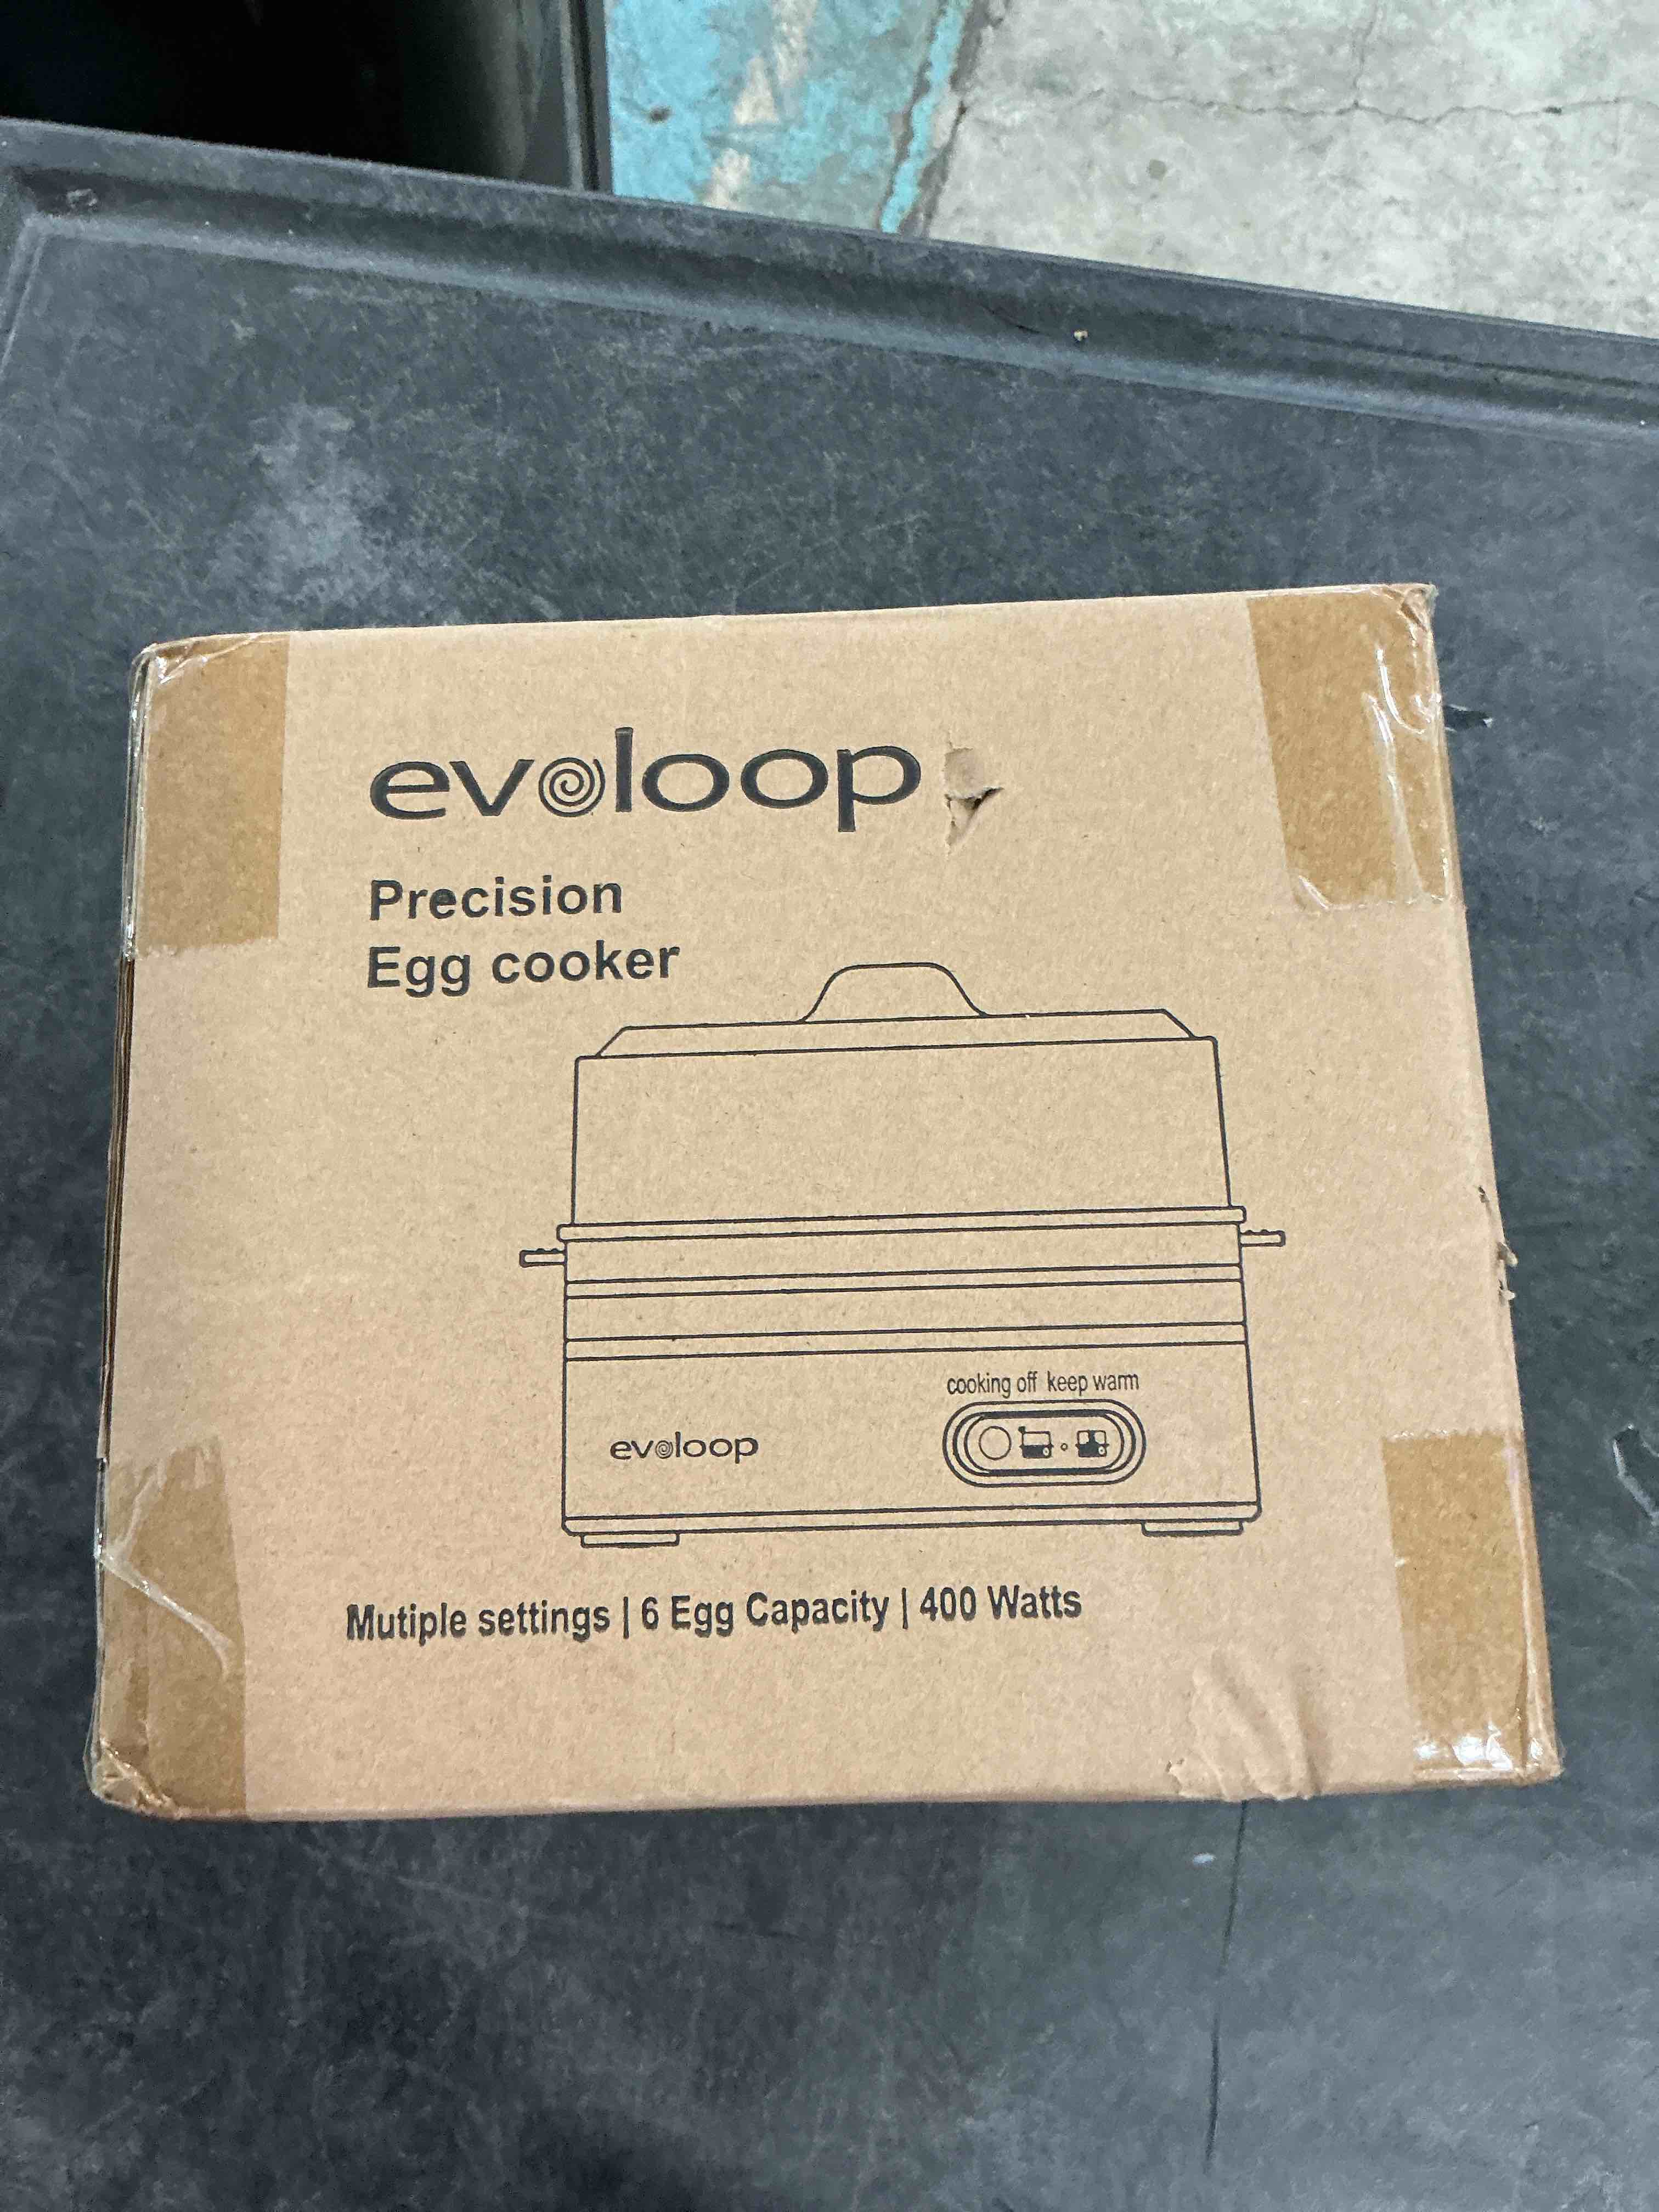 evoloop
Precision
Egg cooker
cooking off keep warm
evoloop
Mutiple settings | 6 Egg Capacity | 400 Watts